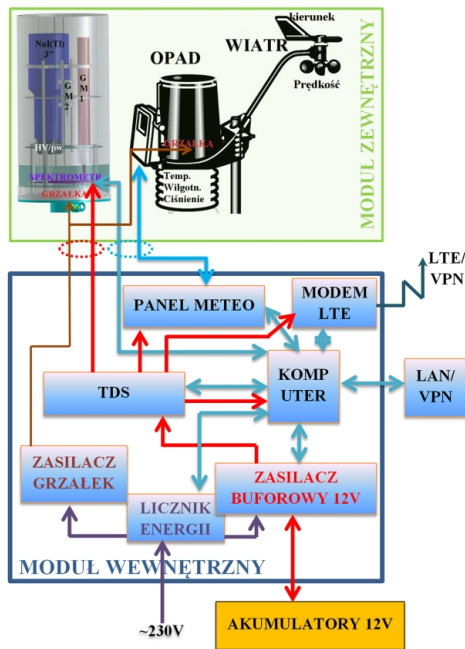 NaI(Tl)
3"
GM
2
GM
1
HV/pw
SPEKTROMETR
GRZAŁKA
OPAD
WIATR
kierunek
Prędkość
GRZAŁKA
Temp.
Wilgotn.
Ciśnienie
MODUŁ ZEWNĘTRZNY
LTE/
VPN
PANEL METEO
MODEM
LTE
TDS
KOMP
UTER
LAN/
VPN
ZASILACZ
GRZAŁEK
LICZNIK
ENERGII
ZASILACZ
BUFOROWY 12V
MODUŁ WEWNĘTRZNY
~230V
AKUMULATORY 12V